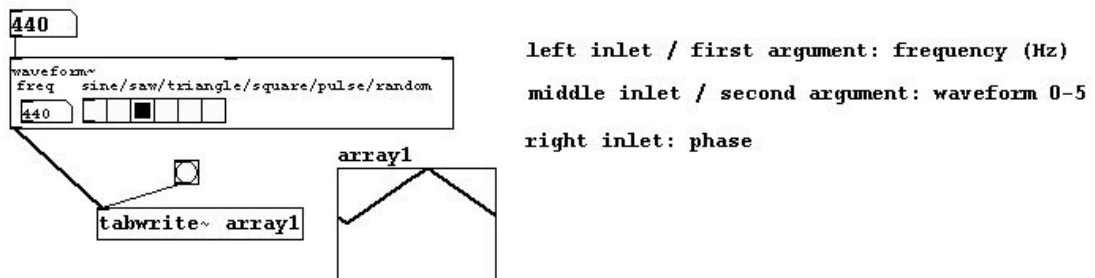 440
waveform~
freq sine/saw/triangle/square/pulse/random
440
tabwrite~ array1
array1
left inlet / first argument: frequency (Hz)
middle inlet / second argument: waveform 0-5
right inlet: phase